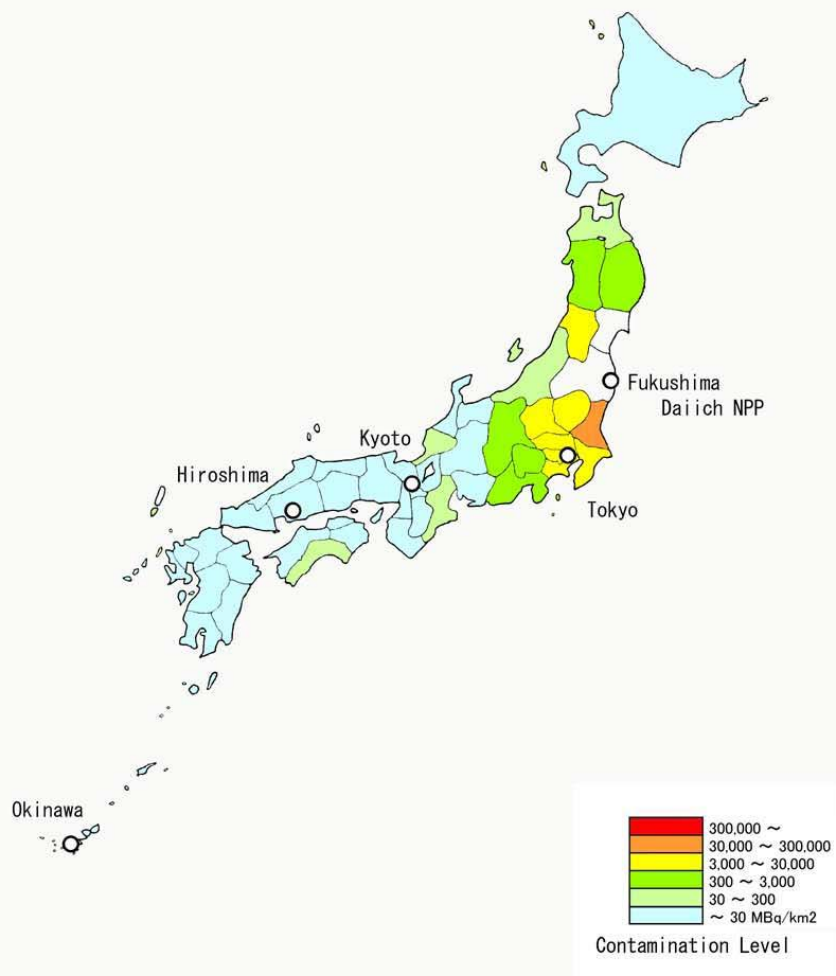 Fukushima
Daiich NPP
Kyoto
Hiroshima
Tokyo
Okinawa
300,000 ～
30,000 ～ 300,000
3,000 ～ 30,000
300 ～ 3,000
30 ～ 300
～ 30 MBq/km2
Contamination Level